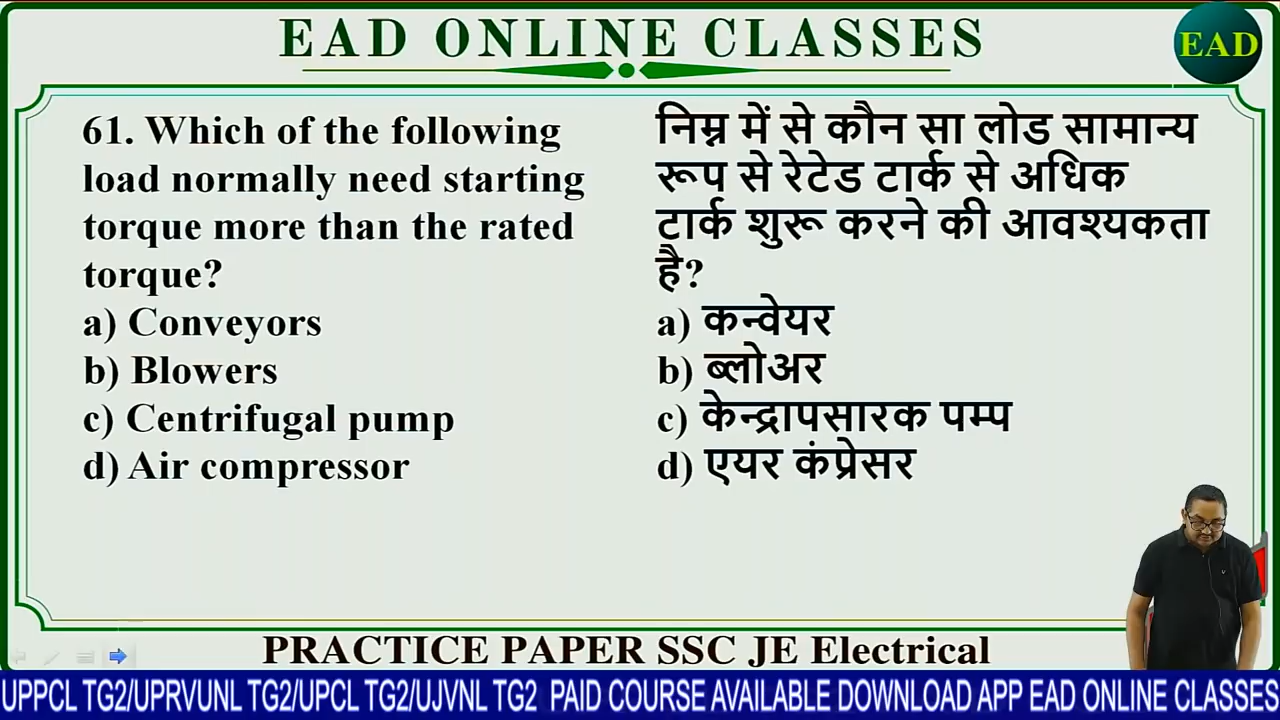 EAD ONLINE CLASSES
EAD
61. Which of the following
load normally need starting
torque more than the rated
torque?
a) Conveyors
b) Blowers
c) Centrifugal pump
d) Air compressor
निम्न में से कौन सा लोड सामान्य
रूप से रेटेड टार्क से अधिक
टार्क शुरू करने की आवश्यकता
है?
a) कन्वेयर
b) ब्लोअर
c) केन्द्रापसारक पम्प
d) एयर कंप्रेसर
PRACTICE PAPER SSC JE Electrical
UPPCL TG2/UPRVUNL TG2/UPCL TG2/UJVNL TG2 PAID COURSE AVAILABLE DOWNLOAD APP EAD ONLINE CLASSES